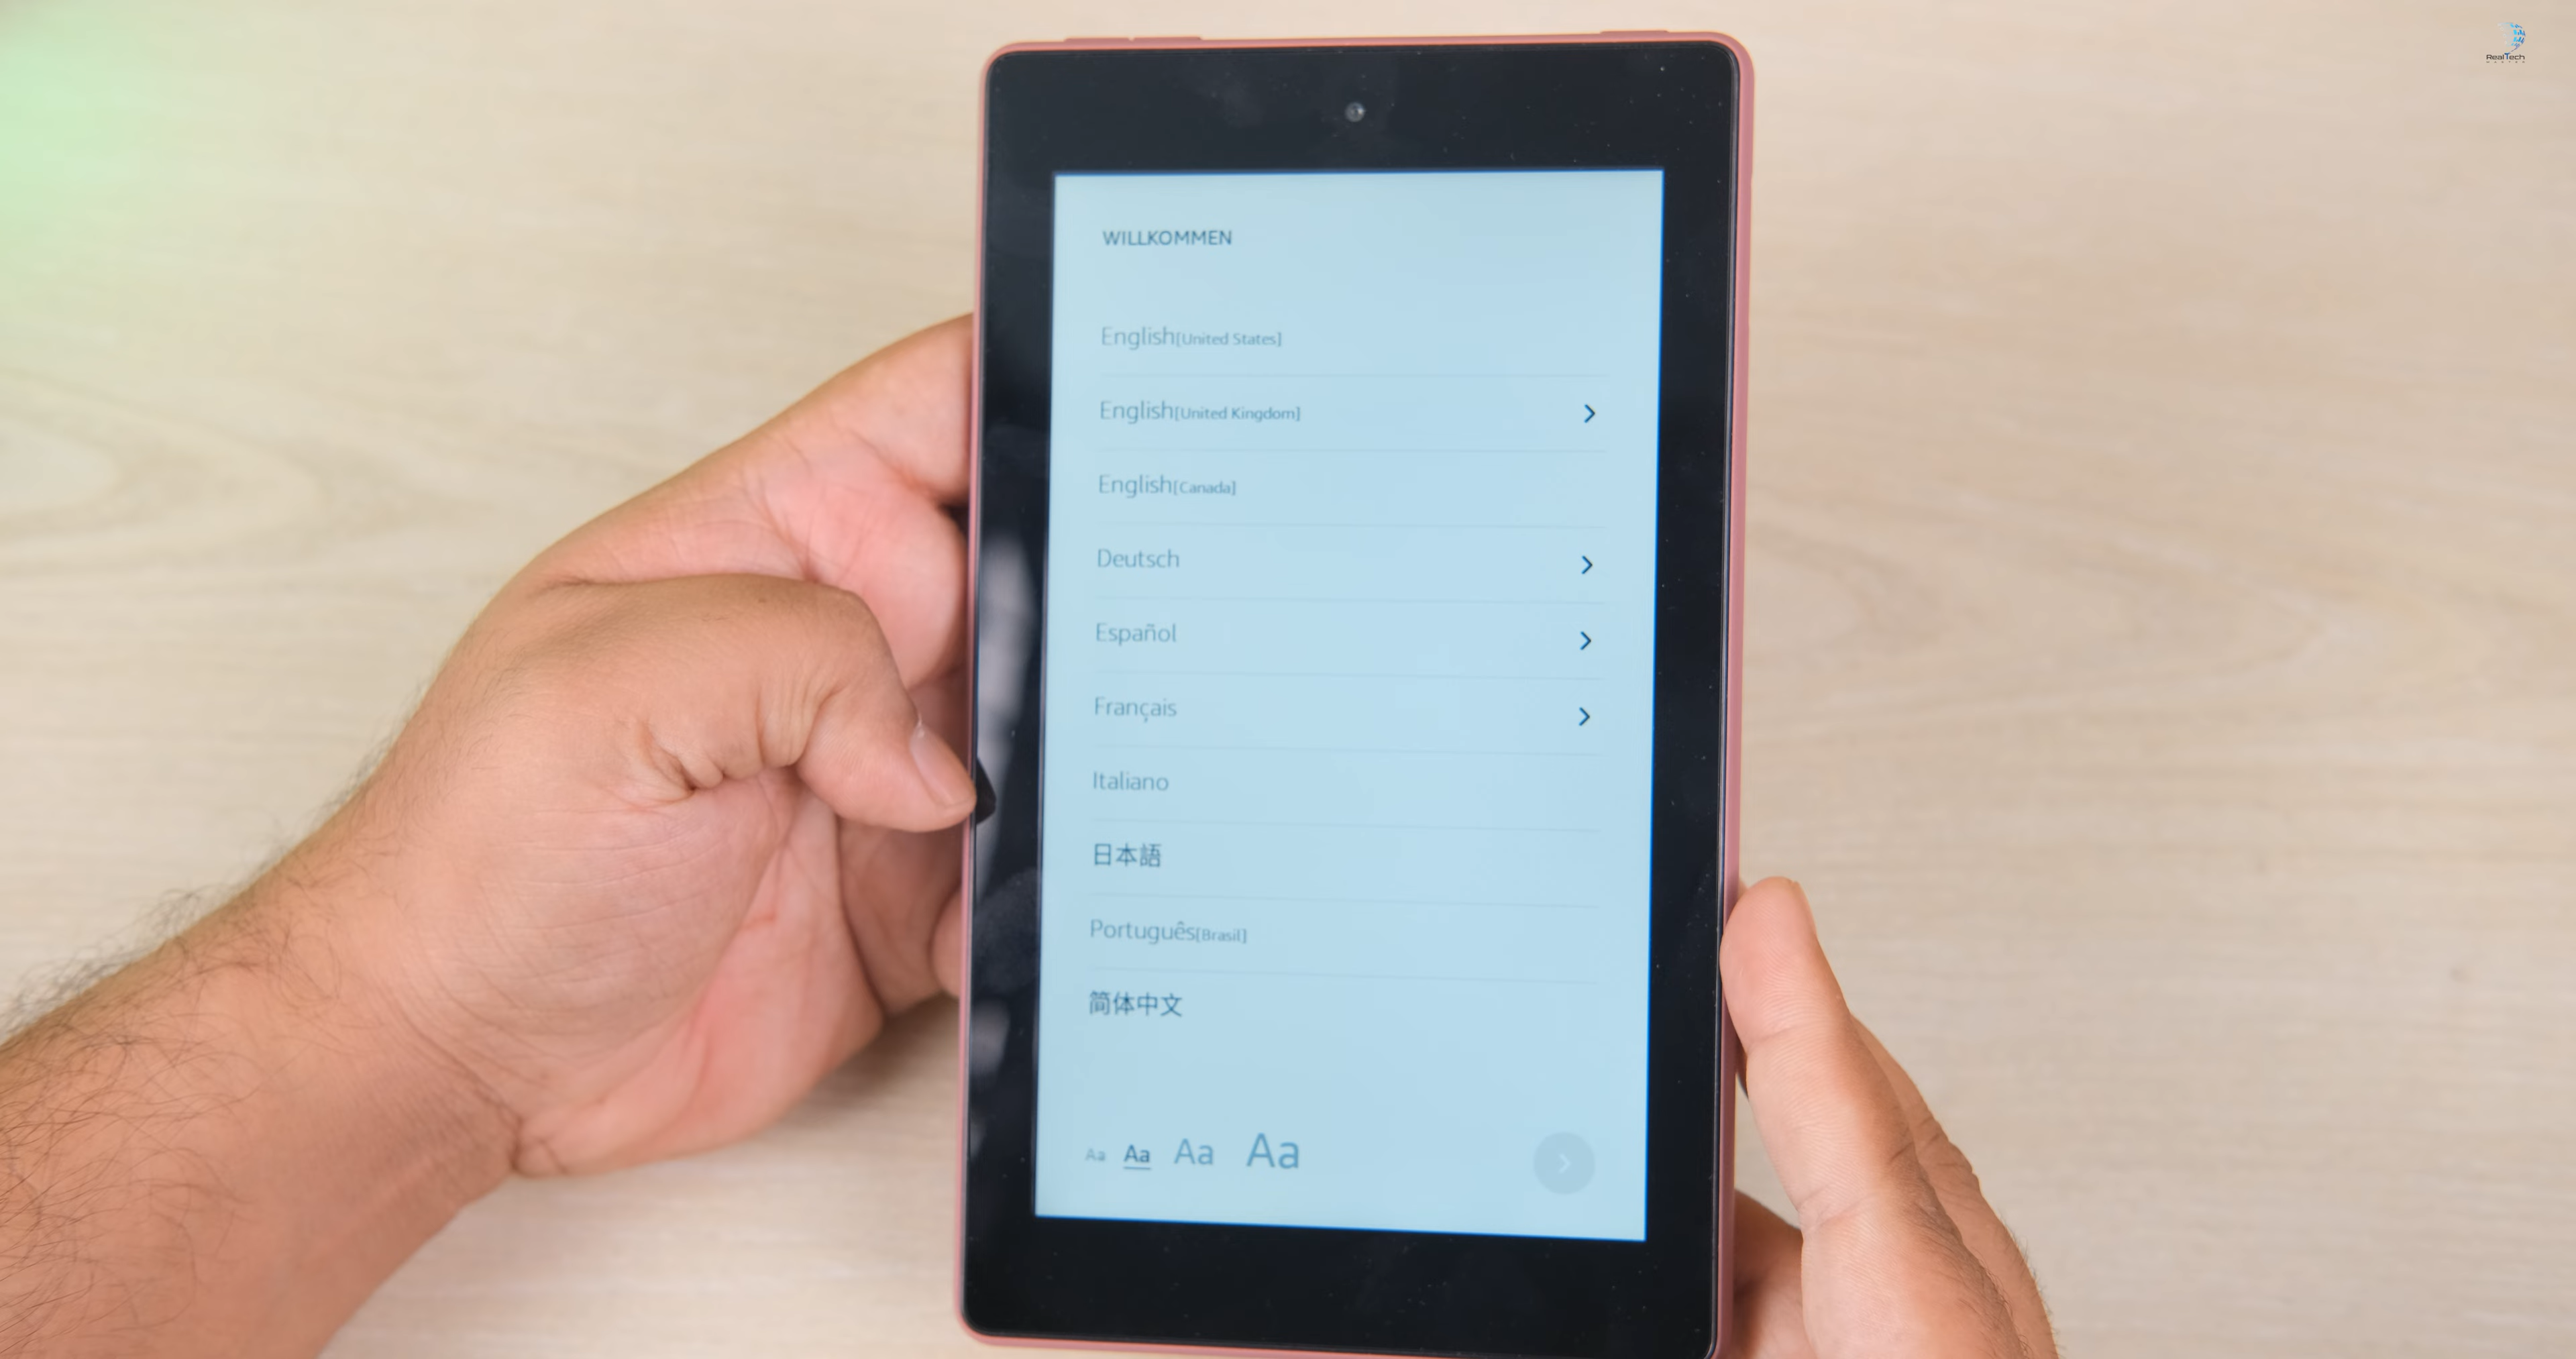 RealTech
WILLKOMMEN
English[United States]
English[United Kingdom]
English[Canada]
Deutsch
Español
Français
Italiano
日本語
Português[Brasil]
简体中文
Aa Aa Aa Aa